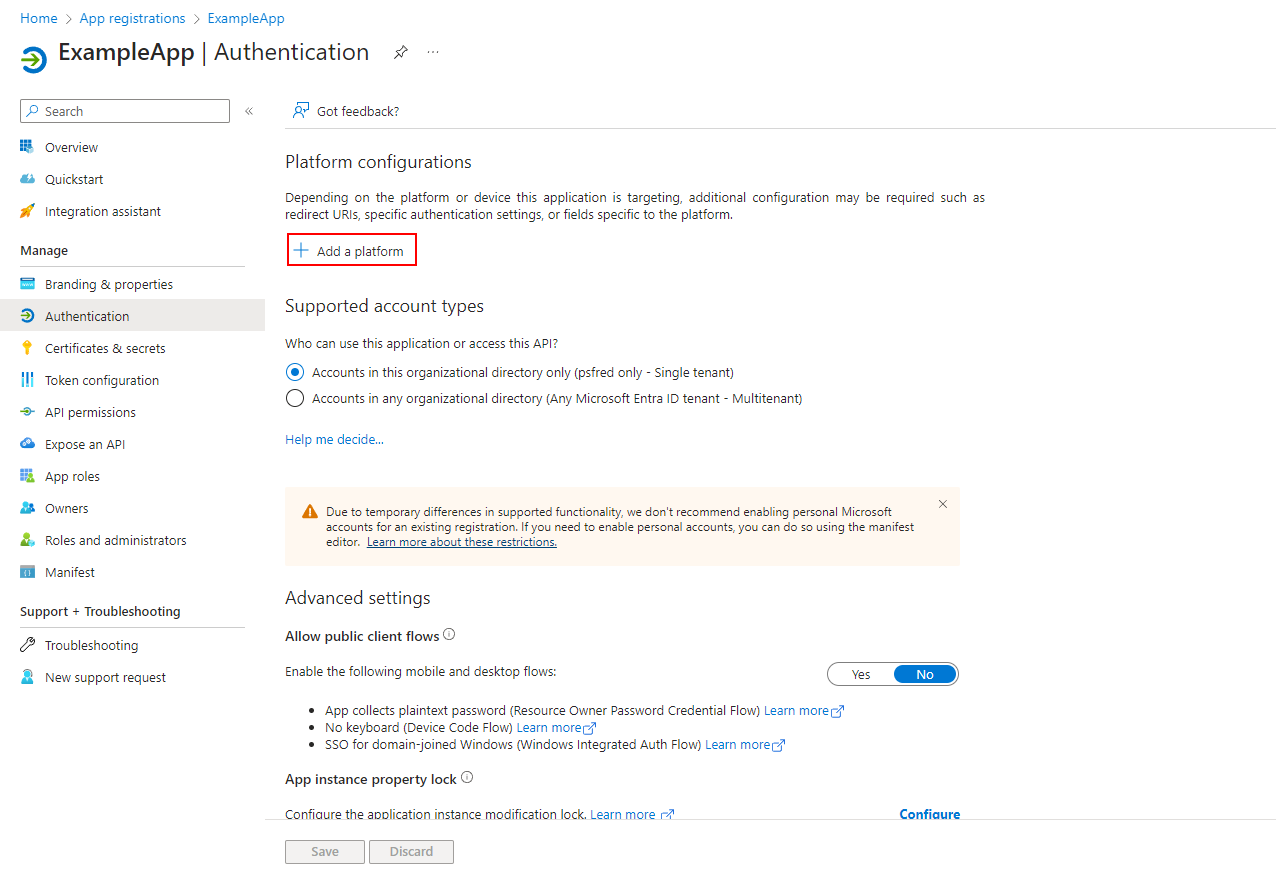 Home > App registrations > ExampleApp
ExampleApp | Authentication
Search
Overview
Quickstart
Integration assistant
Manage
Branding & properties
Authentication
Certificates & secrets
Token configuration
API permissions
Expose an API
App roles
Owners
Roles and administrators
Manifest
Support + Troubleshooting
Troubleshooting
New support request
Got feedback?
Platform configurations
Depending on the platform or device this application is targeting, additional configuration may be required such as
redirect URIs, specific authentication settings, or fields specific to the platform.
Add a platform
Supported account types
Who can use this application or access this API?
Accounts in this organizational directory only (psfred only - Single tenant)
Accounts in any organizational directory (Any Microsoft Entra ID tenant - Multitenant)
Help me decide...
Due to temporary differences in supported functionality, we don't recommend enabling personal Microsoft
accounts for an existing registration. If you need to enable personal accounts, you can do so using the manifest
editor. Learn more about these restrictions.
Advanced settings
Allow public client flows
Enable the following mobile and desktop flows:
Yes No
App collects plaintext password (Resource Owner Password Credential Flow) Learn more
No keyboard (Device Code Flow) Learn more
SSO for domain-joined Windows (Windows Integrated Auth Flow) Learn more
App instance property lock
Configure the application instance modification lock. Learn more
Configure
Save Discard